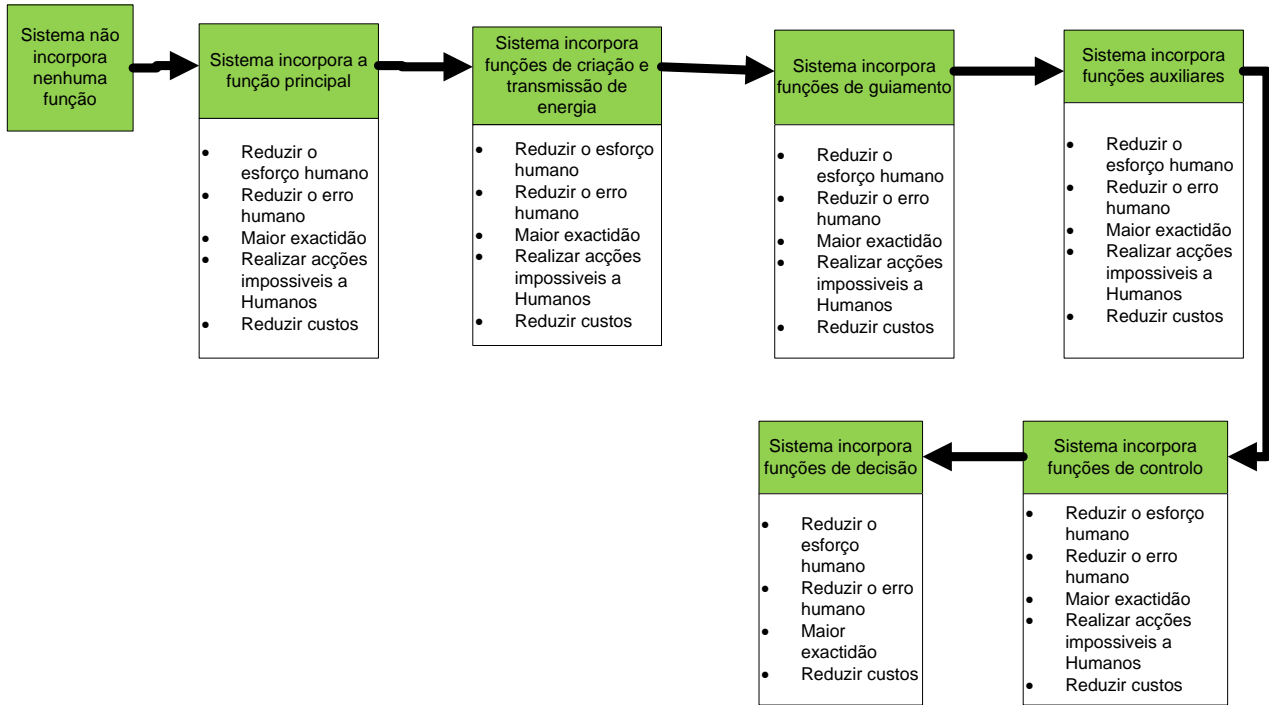 Sistema não
incorpora
nenhuma
função
Sistema incorpora a
função principal
• Reduzir o
esforço humano
• Reduzir o erro
humano
• Maior exactidão
• Realizar acções
impossiveis a
Humanos
• Reduzir custos
Sistema incorpora
funções de criação e
transmissão de
energia
• Reduzir o esforço
humano
• Reduzir o erro
humano
• Maior exactidão
• Realizar acções
impossiveis a
Humanos
• Reduzir custos
Sistema incorpora
funções de guiamento
• Reduzir o
esforço humano
• Reduzir o erro
humano
• Maior exactidão
• Realizar acções
impossiveis a
Humanos
• Reduzir custos
Sistema incorpora
funções auxiliares
• Reduzir o
esforço humano
• Reduzir o erro
humano
• Maior exactidão
• Realizar acções
impossiveis a
Humanos
• Reduzir custos
Sistema incorpora
funções de controlo
• Reduzir o esforço
humano
• Reduzir o erro
humano
• Maior exactidão
• Realizar acções
impossiveis a
Humanos
• Reduzir custos
Sistema incorpora
funções de decisão
• Reduzir o
esforço
humano
• Reduzir o erro
humano
• Maior
exactidão
• Reduzir custos